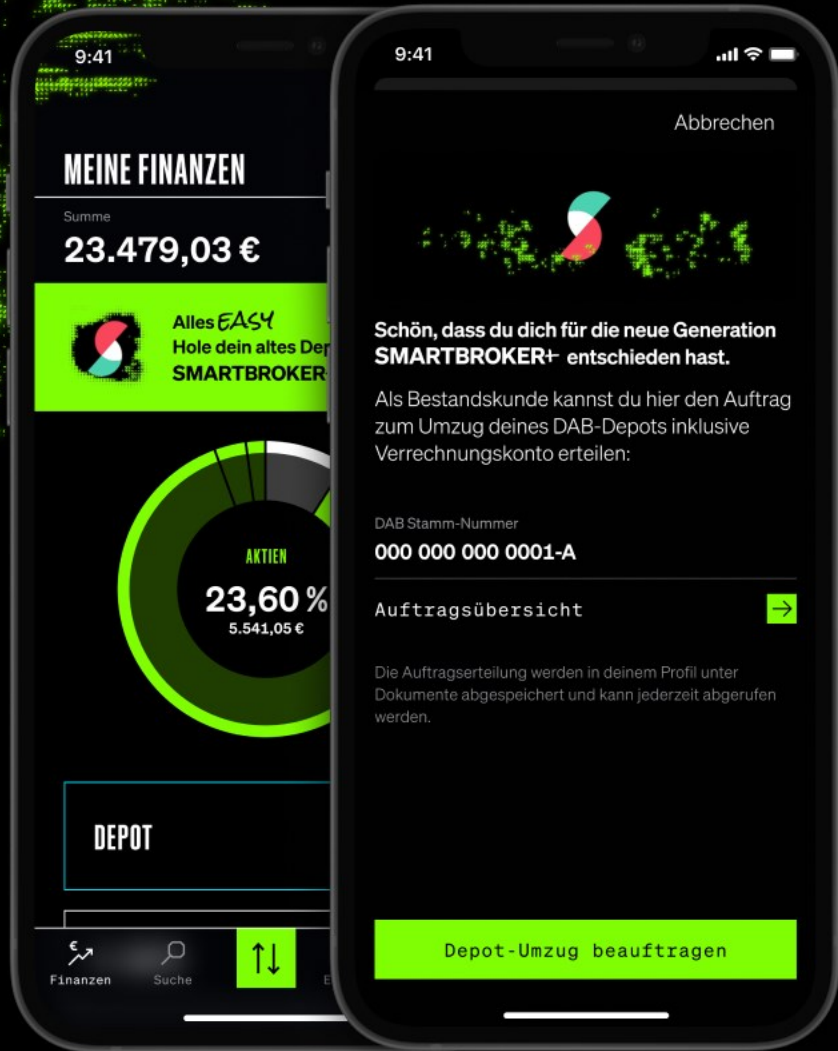 9:41
MEINE FINANZEN
Summe
23.479,03 €
Alles EASY
Hole dein altes
SMARTBROKER
AKTIEN
23,60 %
5.541,05 €
DEPOT
Finanzen
Suche
9:41
Abbrechen
Schön, dass du dich für die neue Generation
SMARTBROKER+ entschieden hast.
Als Bestandskunde kannst du hier den Auftrag
zum Umzug deines DAB-Depots inklusive
Verrechnungskonto erteilen:
DAB Stamm-Nummer
000 000 000 0001-A
Auftragsübersicht
Die Auftragserteilung werden in deinem Profil unter
Dokumente abgespeichert und kann jederzeit abgerufen
werden.
Depot-Umzug beauftragen